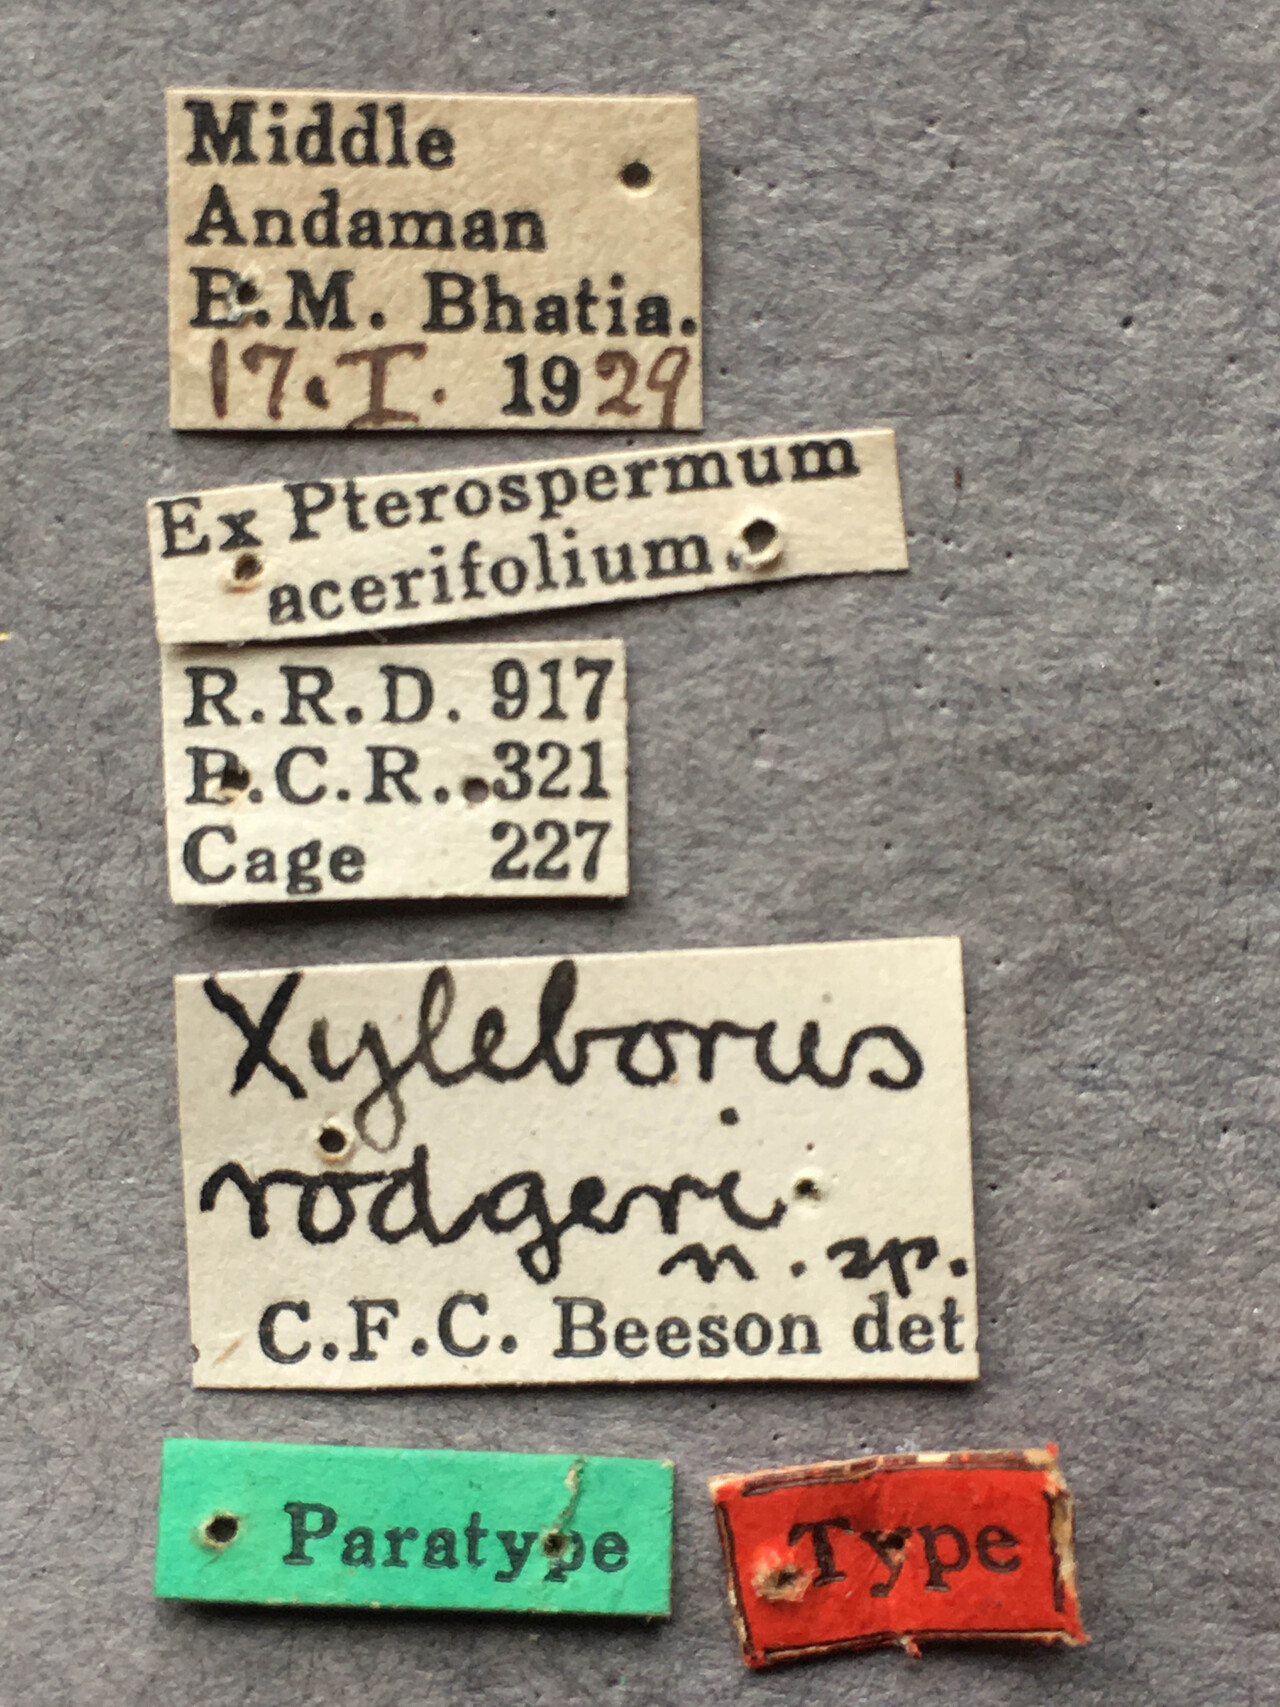 Middle
Andaman
B.M. Bhatia.
17.I. 1929
Ex Pterospermum
acerifolium.
R.R.D. 917
B.C.R. 321
Cage 227
Xyleborus
rodgeri
n.sp.
C.F.C. Beeson det
Paratype
Type